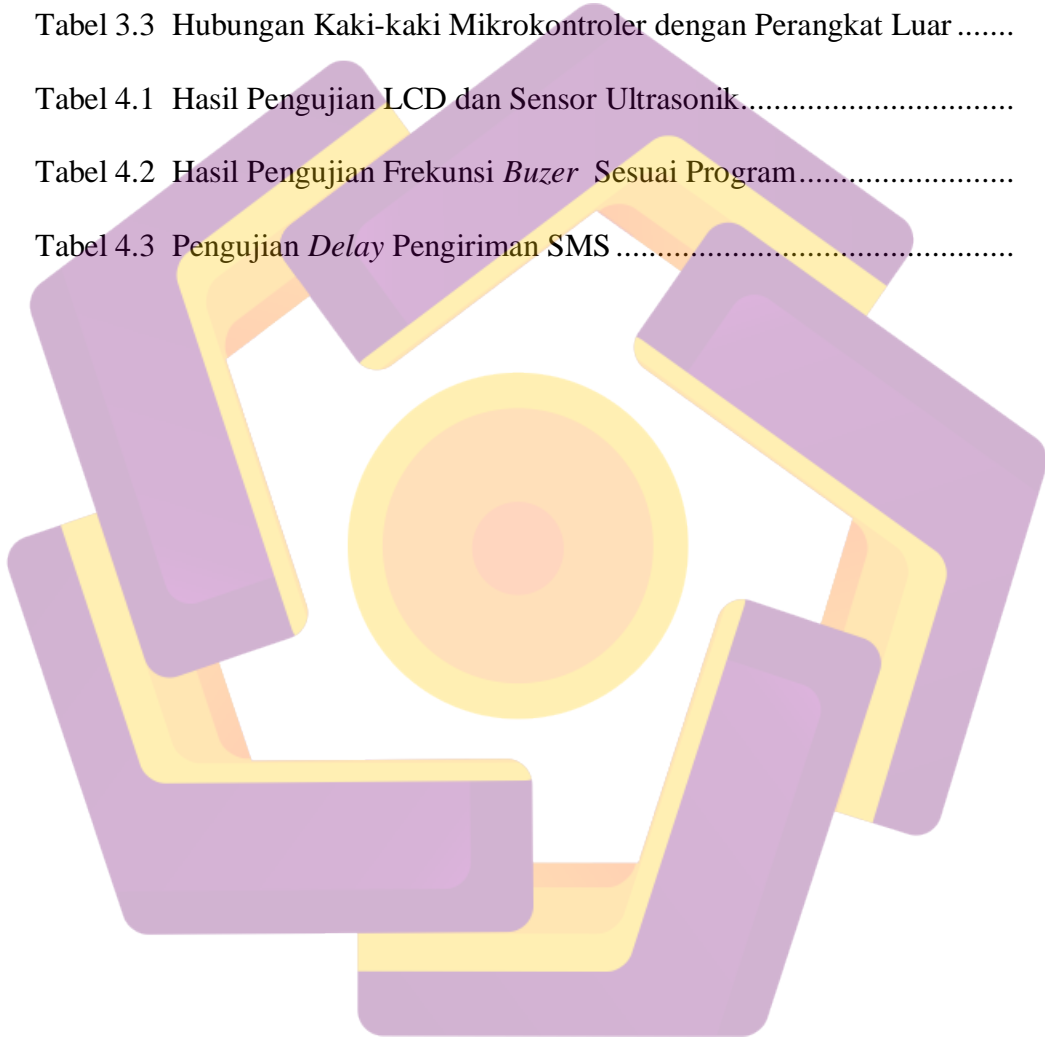 Tabel 3.3 Hubungan Kaki-kaki Mikrokontroler dengan Perangkat Luar .......
Tabel 4.1 Hasil Pengujian LCD dan Sensor Ultrasonik.................................
Tabel 4.2 Hasil Pengujian Frekunsi Buzer Sesuai Program..........................
Tabel 4.3 Pengujian Delay Pengiriman SMS ................................................